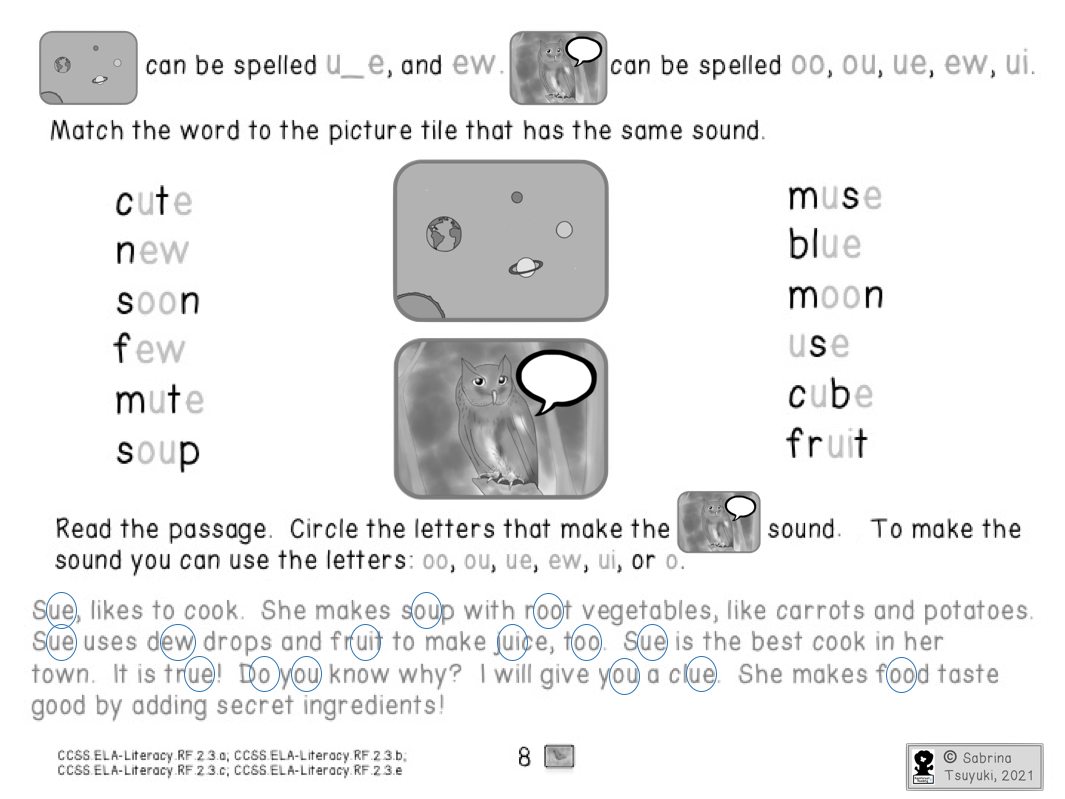 can be spelled u_e, and ew. can be spelled oo, ou, ue, ew, ui.
Match the word to the picture tile that has the same sound.
cute
new
soon
few
mute
soup
muse
blue
moon
use
cube
fruit
Read the passage. Circle the letters that make the sound. To make the
sound you can use the letters: oo, ou, ue, ew, ui, or o.
Sue, likes to cook. She makes soup with root vegetables, like carrots and potatoes.
Sue uses dew drops and fruit to make juice, too. Sue is the best cook in her
town. It is true! Do you know why? I will give you a clue. She makes food taste
good by adding secret ingredients!
CCSS.ELA-Literacy.RF.2.3.a; CCSS.ELA-Literacy.RF.2.3.b;
CCSS.ELA-Literacy.RF.2.3.c; CCSS.ELA-Literacy.RF.2.3.e
8
© Sabrina
Tsuyuki, 2021